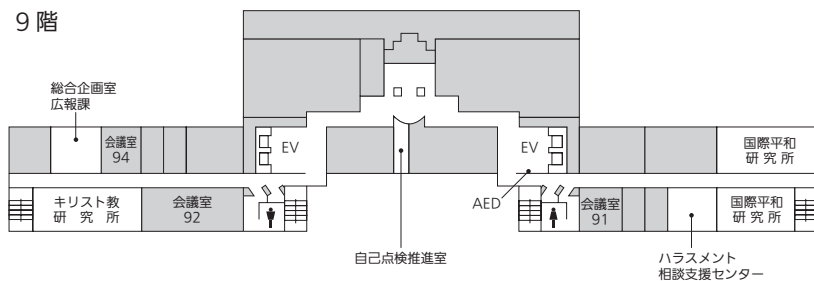 9階
総合企画室
広報課
会議室
94
EV
EV
国際平和
研究所
キリスト教
研究所
会議室
92
AED
会議室
91
国際平和
研究所
自己点検推進室
ハラスメント
相談支援センター